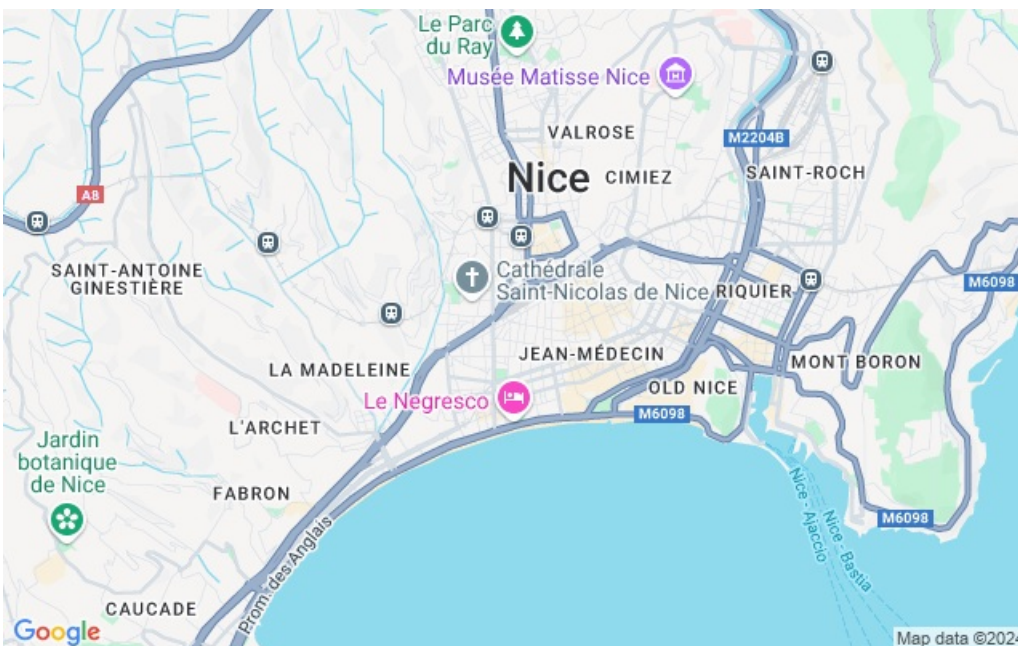 Le Parc
du Ray
Musée Matisse Nice
VALROSE
M2204B
Nice
CIMIEZ
SAINT-ROCH
A8
SAINT-ANTOINE
GINESTIÈRE
Cathédrale
Saint-Nicolas de Nice
RIQUIER
M6098
JEAN-MÉDECIN
MONT BORON
LA MADELEINE
OLD NICE
Le Negresco
M6098
L'ARCHET
Jardin
botanique
de Nice
FABRON
Nice - Ajaccio
Nice - Bastia
M6098
Prom. des Anglais
CAUCADE
Google
Map data ©2024